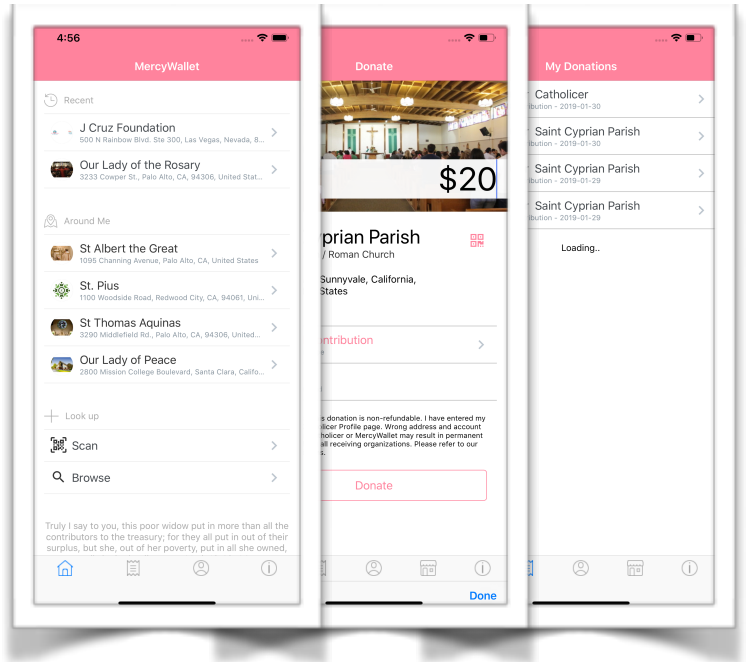 4:56
MercyWallet
Recent
J Cruz Foundation
500 N Rainbow Blvd. Ste 300, Las Vegas, Nevada, 8...
Our Lady of the Rosary
3233 Cowper St., Palo Alto, CA, 94306, United Stat...
Around Me
St Albert the Great
1095 Channing Avenue, Palo Alto, CA, United States
St. Pius
1100 Woodside Road, Redwood City, CA, 94061, Uni...
St Thomas Aquinas
3290 Middlefield Rd., Palo Alto, CA, 94306, United...
Our Lady of Peace
2800 Mission College Boulevard, Santa Clara, Califo...
Look up
Scan
Browse
Truly I say to you, this poor widow put in more than all the
contributors to the treasury; for they all put in out of their
surplus, but she, out of her poverty, put in all she owned,
Donate
$20
prian Parish
/ Roman Church
Sunnyvale, California,
States
ntribution
s donation is non-refundable. I have entered my
licer Profile page. Wrong address and account
holicer or MercyWallet may result in permanent
all receiving organizations. Please refer to our
s.
Donate
Done
My Donations
Catholicer
ibution - 2019-01-30
Saint Cyprian Parish
ibution - 2019-01-30
Saint Cyprian Parish
ibution - 2019-01-29
Saint Cyprian Parish
ibution - 2019-01-29
Loading..